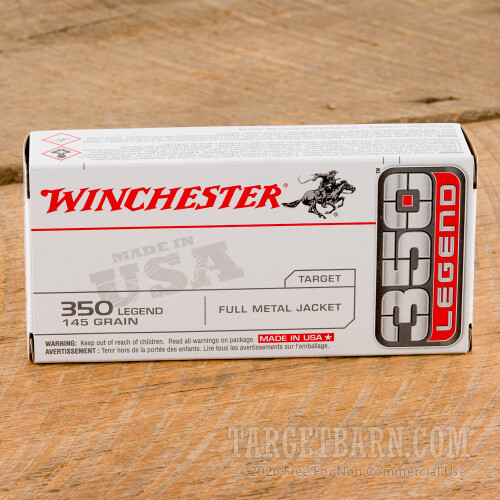 WINCHESTER
MADE IN
USA
TARGET
350 LEGEND
145 GRAIN
FULL METAL JACKET
MADE IN USA
WARNING: Keep out of reach of children. Read all warnings on package.
AVERTISSEMENT : Tenir hors de la portée des enfants. Lire tous les avertissements sur l'emballage.
350
LEGEND
TM
TARGETBARN.COM
© 2026 Free For Non Commercial Use